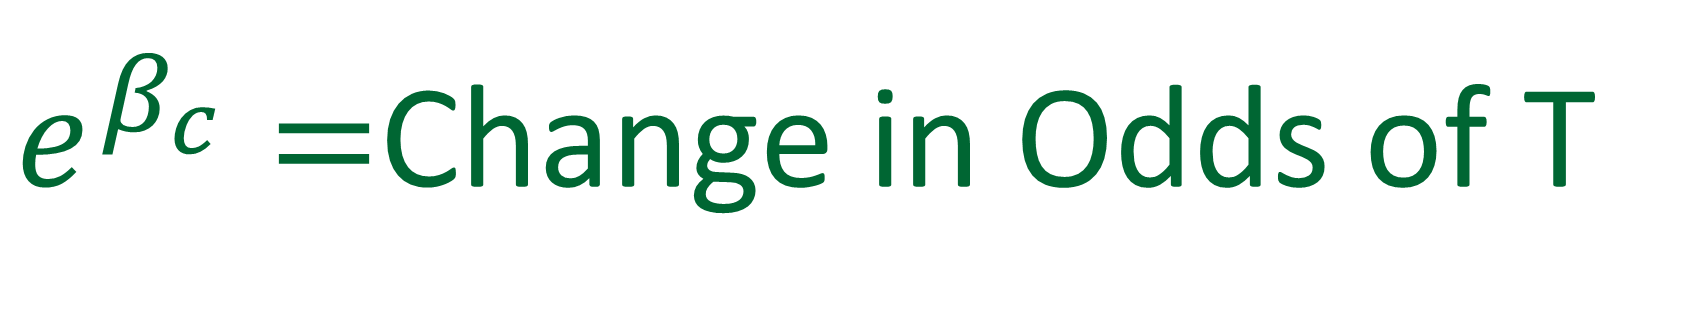 e^{β_c} =Change in Odds of T